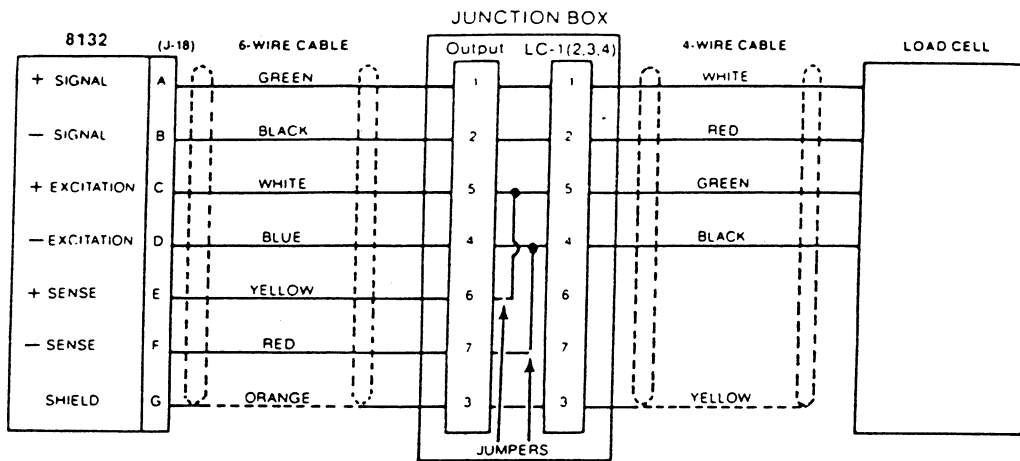 JUNCTION BOX
8132 (J-18) 6-WIRE CABLE Output LC-1(2,3,4) 4-WIRE CABLE LOAD CELL
+ SIGNAL A GREEN 1 1 WHITE
− SIGNAL B BLACK 2 2 RED
+ EXCITATION C WHITE 5 5 GREEN
− EXCITATION D BLUE 4 4 BLACK
+ SENSE E YELLOW 6 6
− SENSE F RED 7 7
SHIELD G ORANGE 3 3 YELLOW
JUMPERS